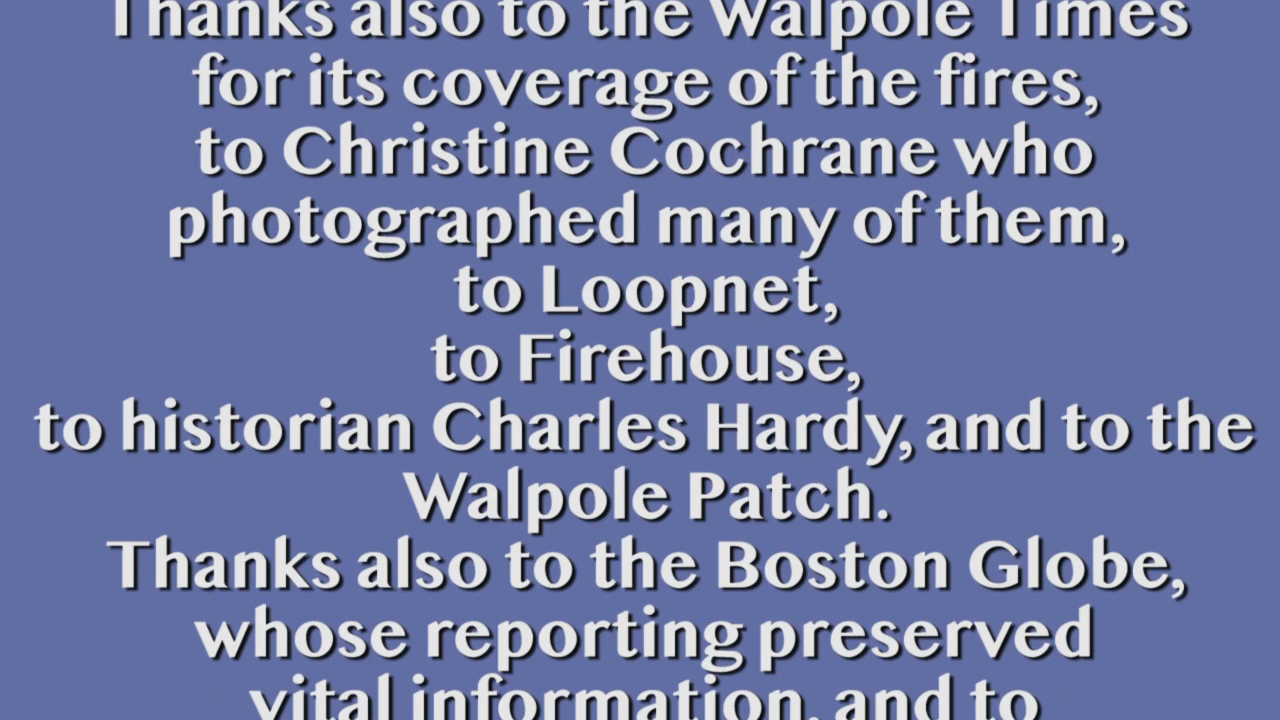 Thanks also to the Walpole Times
for its coverage of the fires,
to Christine Cochrane who
photographed many of them,
to Loopnet,
to Firehouse,
to historian Charles Hardy, and to the
Walpole Patch.
Thanks also to the Boston Globe,
whose reporting preserved
vital information, and to